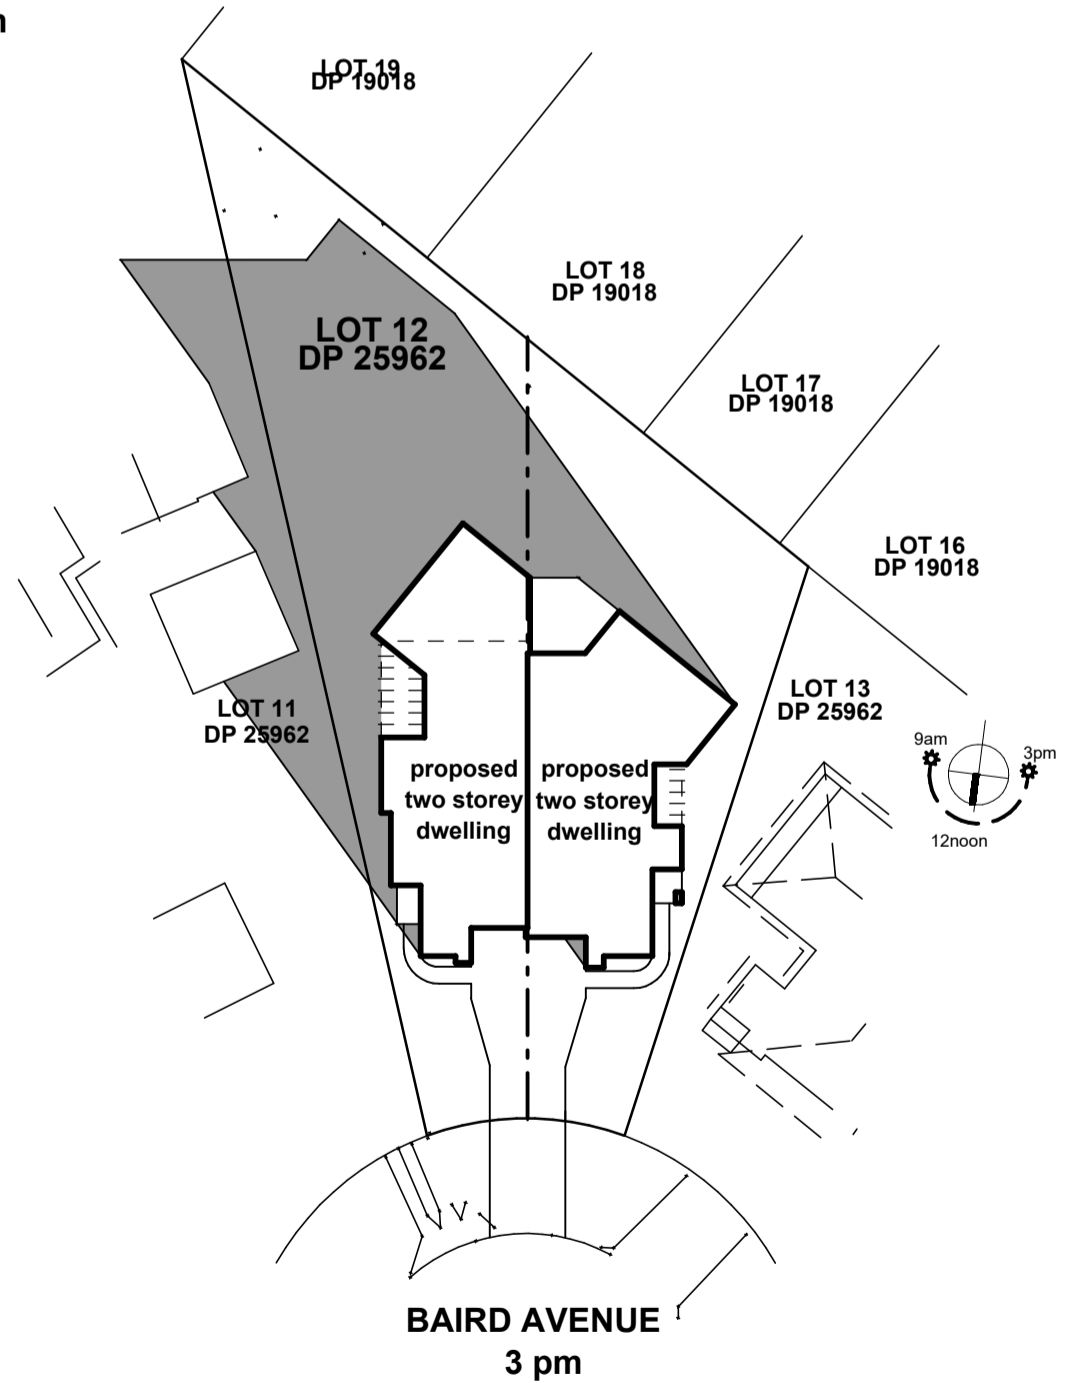 LOT 19
DP 19018
LOT 18
DP 19018
LOT 12
DP 25962
LOT 17
DP 19018
LOT 16
DP 19018
LOT 13
DP 25962
LOT 11
DP 25962
9am
3pm
12noon
proposed
two storey
dwelling
proposed
two storey
dwelling
BAIRD AVENUE
3 pm